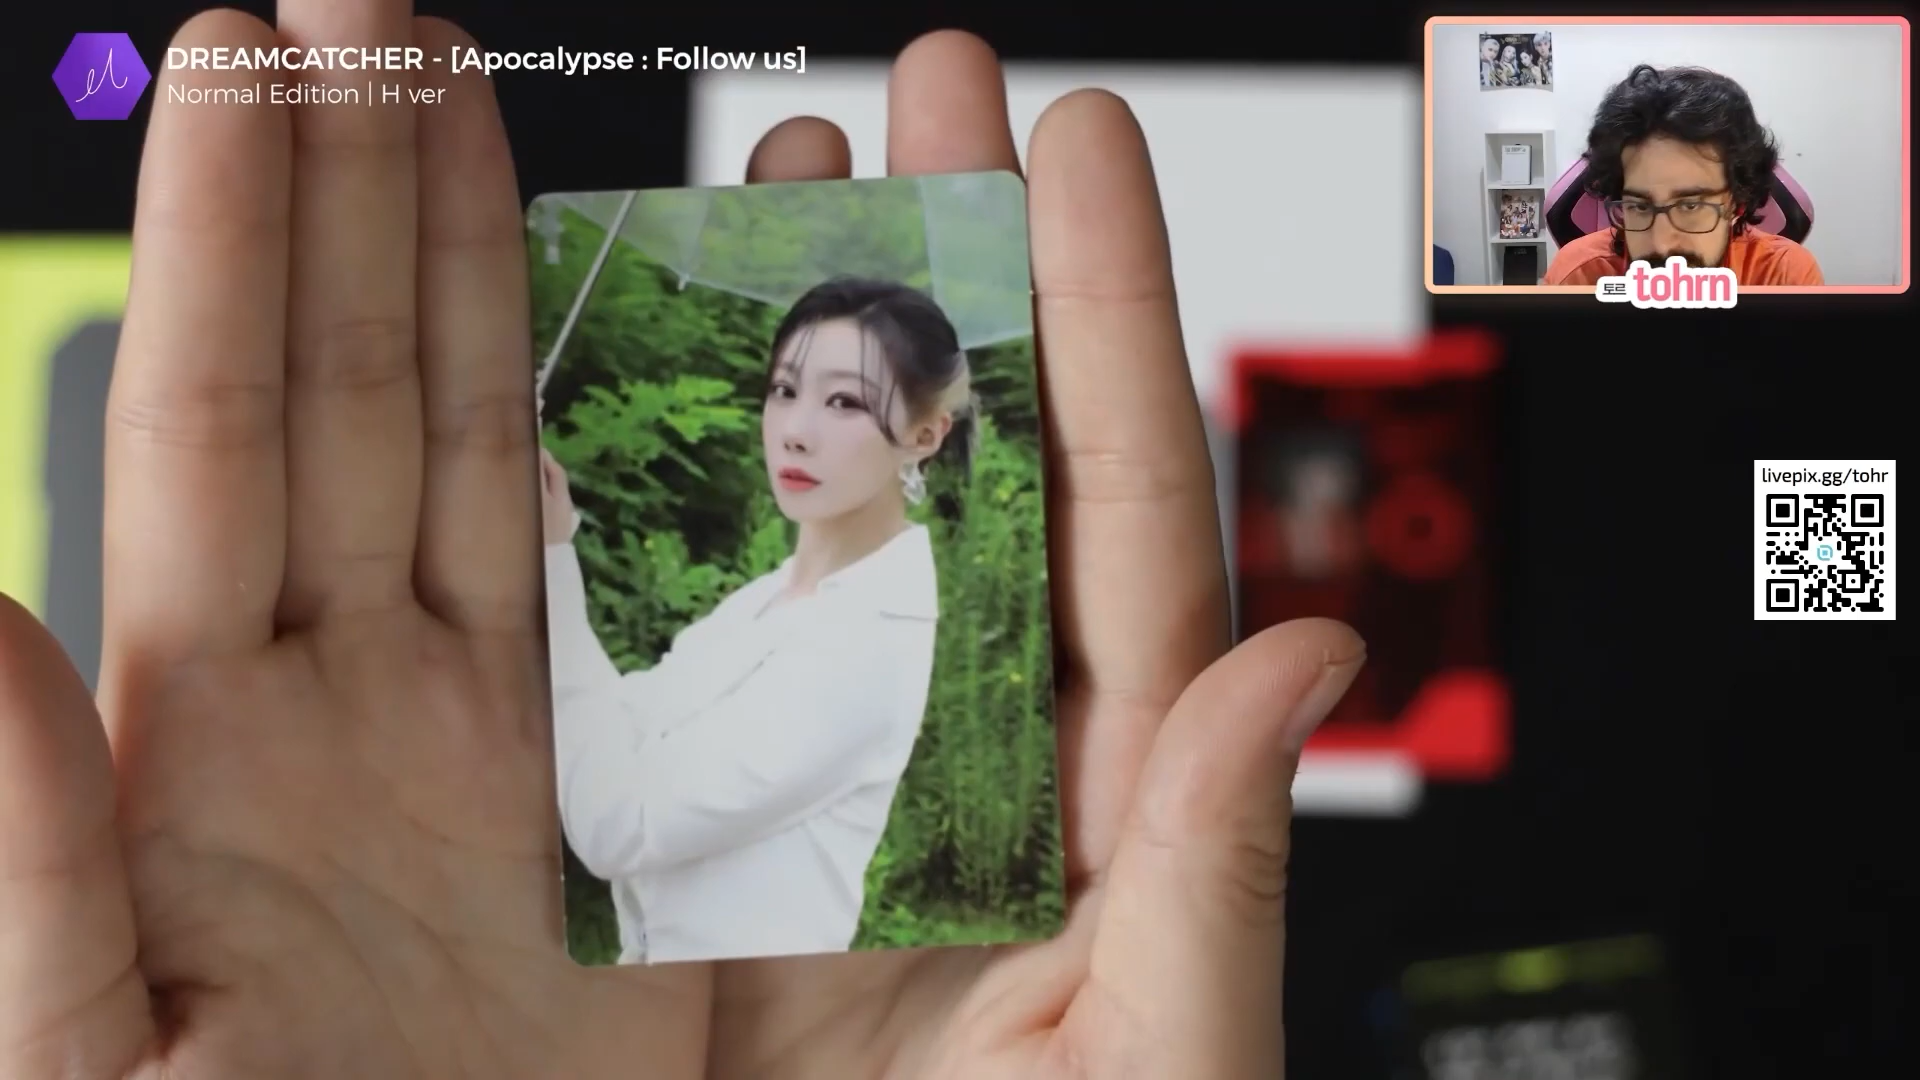 DREAMCATCHER - [Apocalypse : Follow us]
Normal Edition | H ver
토르 tohrn
livepix.gg/tohr